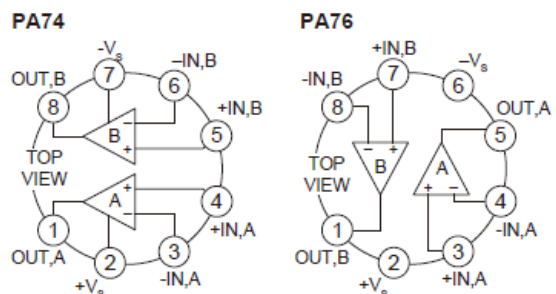 PA74
-Vs
–IN,B
OUT,B
7
6
8
+IN,B
B
–
+
5
TOP
VIEW
A
+
–
4
1
+IN,A
2
3
OUT,A
-IN,A
+Vs
PA76
+IN,B
–Vs
-IN,B
7
6
8
OUT,A
–
+
5
TOP
VIEW
B
A
+
–
4
1
-IN,A
2
3
OUT,B
+Vs
+IN,A